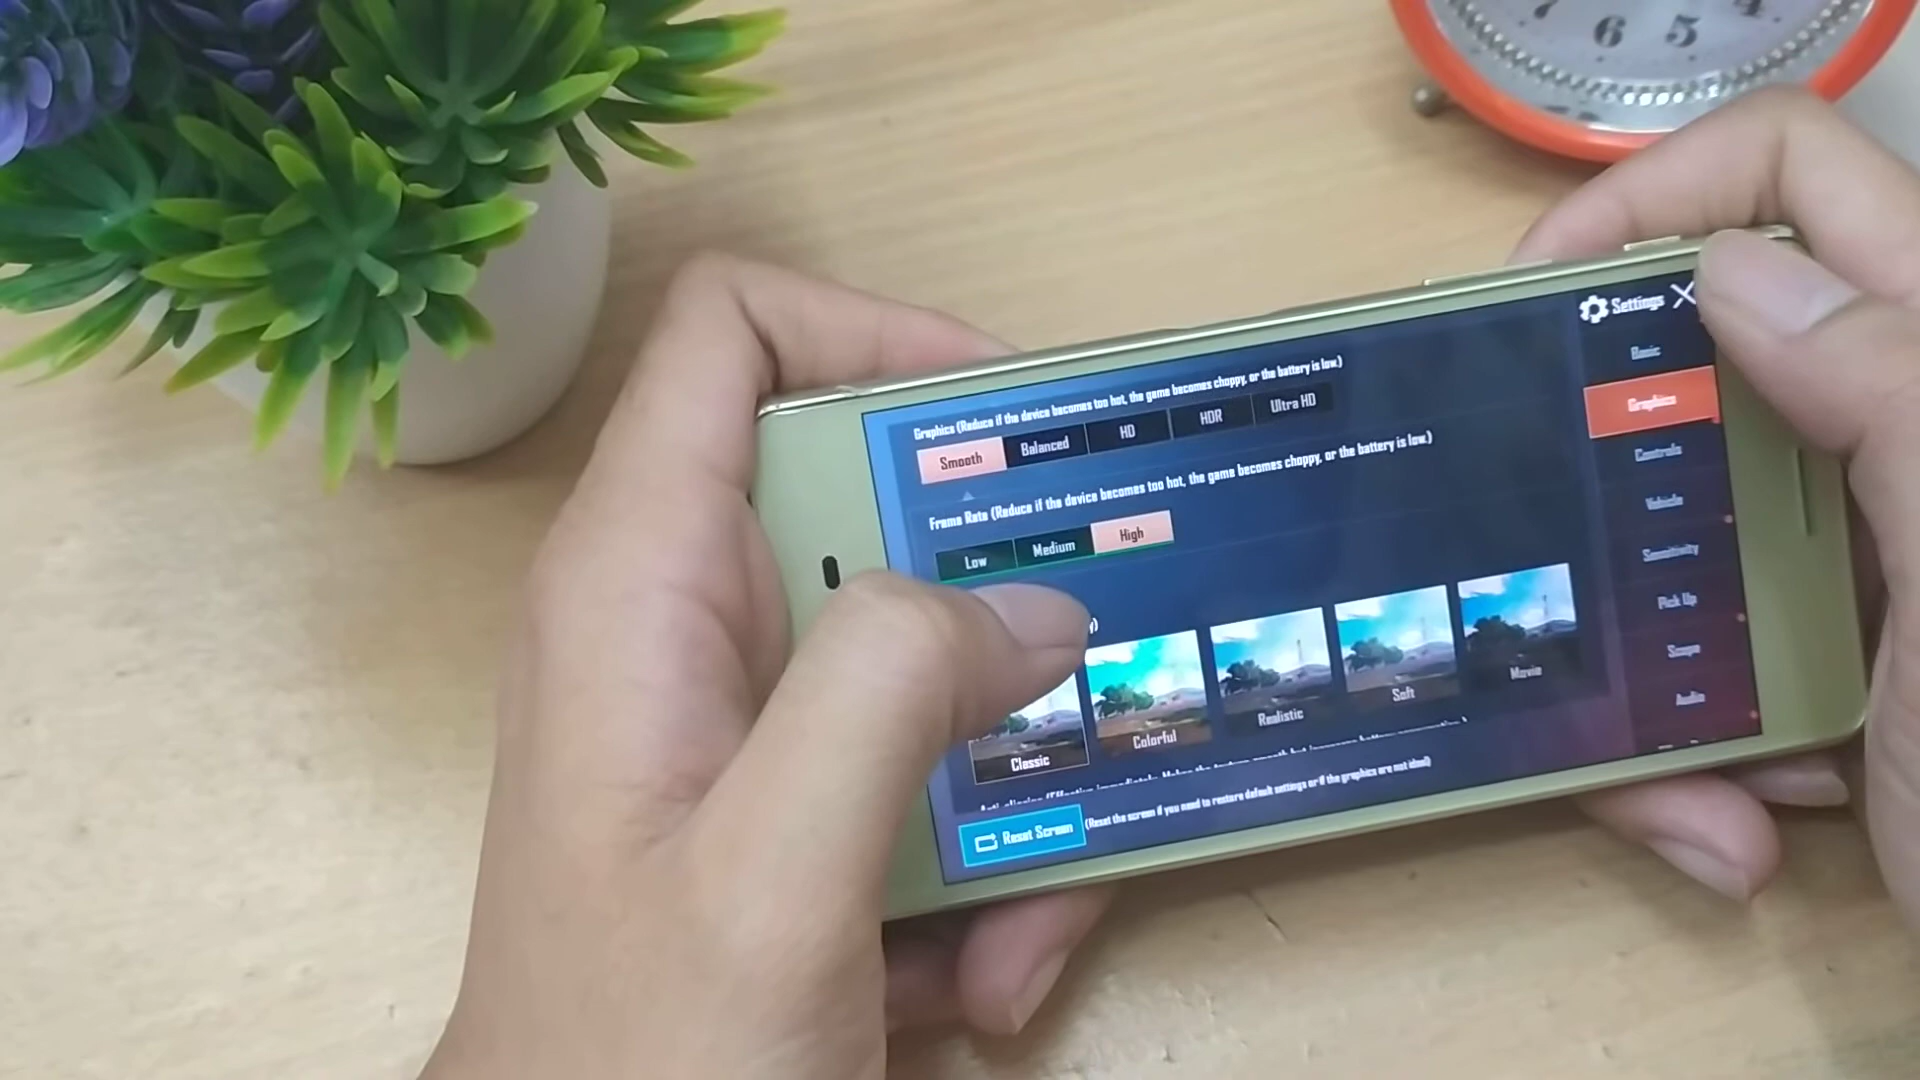 7 6 5 4
Settings
Basic
Graphics (Reduce if the device becomes too hot, the game becomes choppy, or the battery is low.)
Smooth Balanced HD HDR Ultra HD
Graphics
Frame Rate (Reduce if the device becomes too hot, the game becomes choppy, or the battery is low.)
Controls
Low Medium High
Vehicle
Sensitivity
Pick Up
Classic Colorful Realistic Soft Movie
Scope
Audio
Reset Screen (Reset the screen if you need to restore default settings or if the graphics are not ideal)